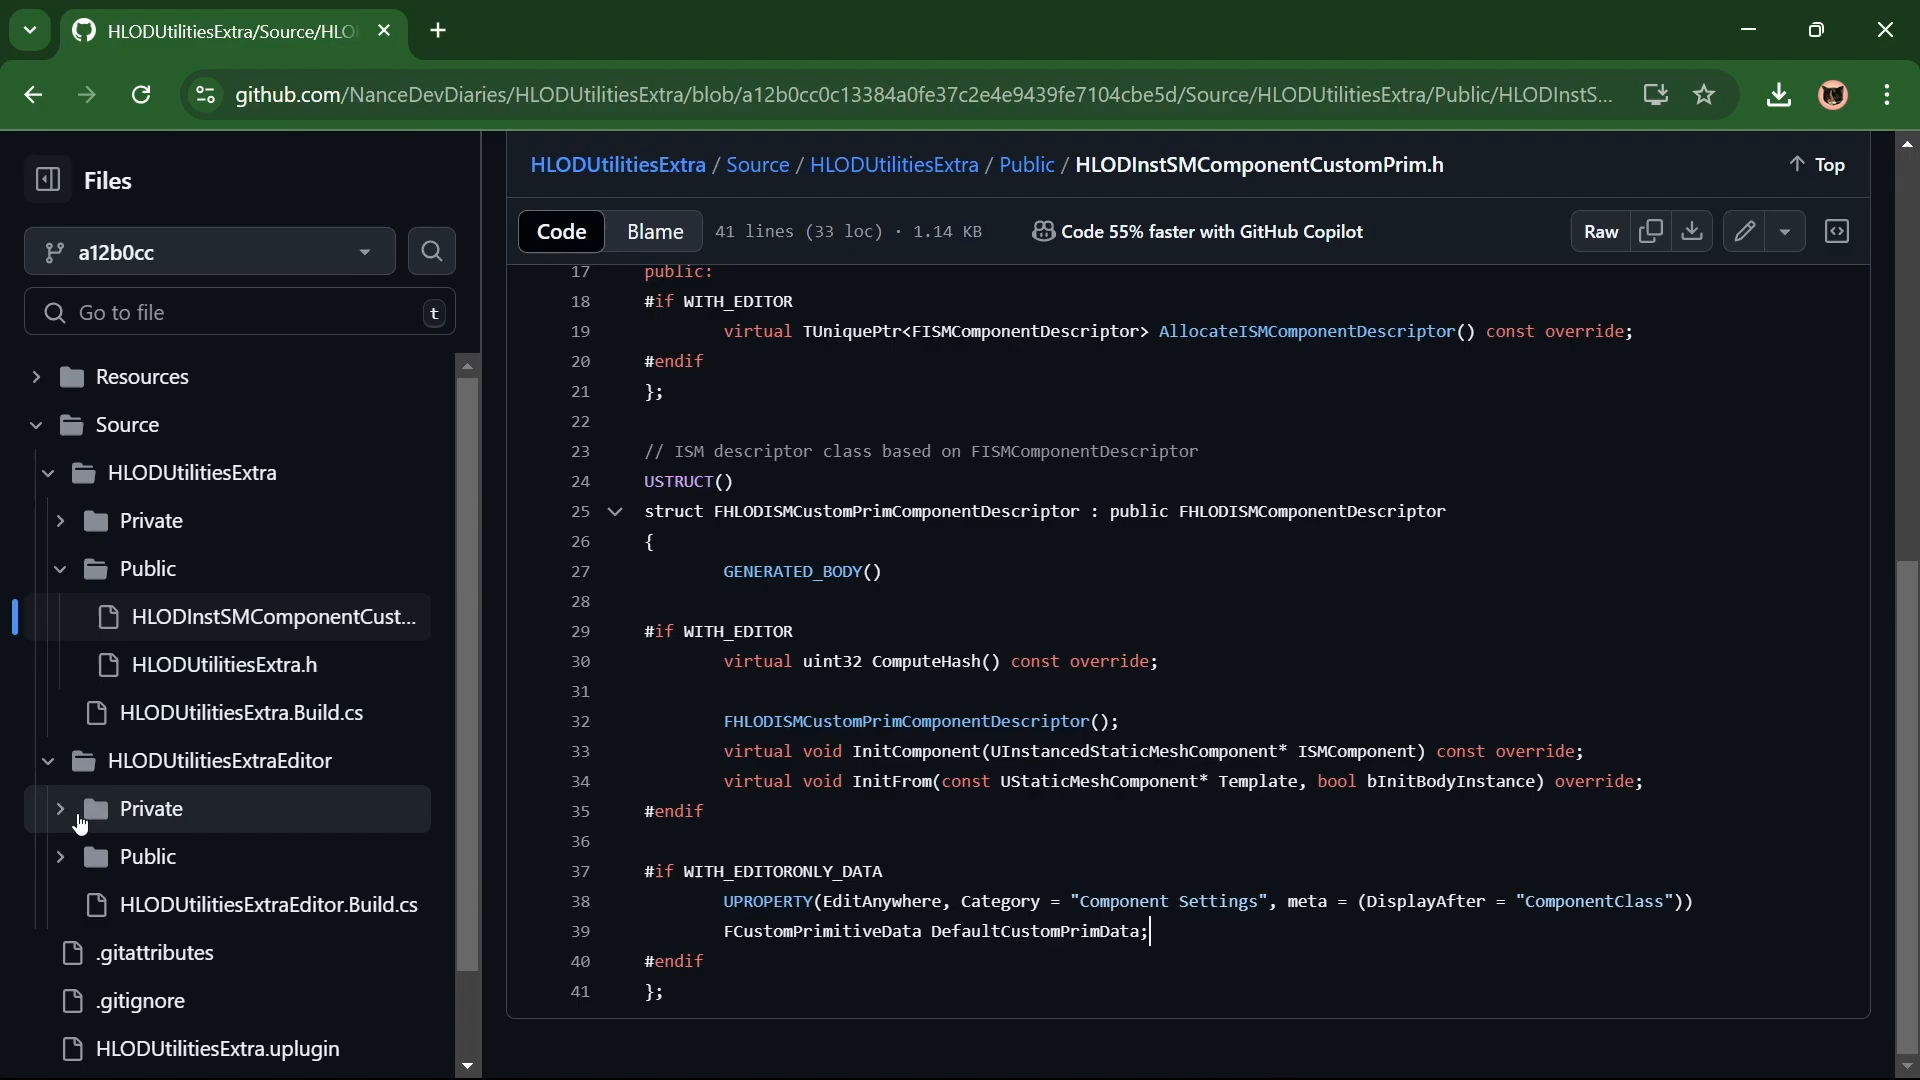 HLODUtilitiesExtra/Source/HLO
github.com/NanceDevDiaries/HLODUtilitiesExtra/blob/a12b0cc0c13384a0fe37c2e4e9439fe7104cbe5d/Source/HLODUtilitiesExtra/Public/HLODInstS...
Files
a12b0cc
Go to file t
Resources
Source
HLODUtilitiesExtra
Private
Public
HLODInstSMComponentCust...
HLODUtilitiesExtra.h
HLODUtilitiesExtra.Build.cs
HLODUtilitiesExtraEditor
Private
Public
HLODUtilitiesExtraEditor.Build.cs
.gitattributes
.gitignore
HLODUtilitiesExtra.uplugin
HLODUtilitiesExtra / Source / HLODUtilitiesExtra / Public / HLODInstSMComponentCustomPrim.h
Top
Code Blame 41 lines (33 loc) · 1.14 KB Code 55% faster with GitHub Copilot Raw
17 public:
18 #if WITH_EDITOR
19 virtual TUniquePtr<FISMComponentDescriptor> AllocateISMComponentDescriptor() const override;
20 #endif
21 };
22
23 // ISM descriptor class based on FISMComponentDescriptor
24 USTRUCT()
25 struct FHLODISMCustomPrimComponentDescriptor : public FHLODISMComponentDescriptor
26 {
27 GENERATED_BODY()
28
29 #if WITH_EDITOR
30 virtual uint32 ComputeHash() const override;
31
32 FHLODISMCustomPrimComponentDescriptor();
33 virtual void InitComponent(UInstancedStaticMeshComponent* ISMComponent) const override;
34 virtual void InitFrom(const UStaticMeshComponent* Template, bool bInitBodyInstance) override;
35 #endif
36
37 #if WITH_EDITORONLY_DATA
38 UPROPERTY(EditAnywhere, Category = "Component Settings", meta = (DisplayAfter = "ComponentClass"))
39 FCustomPrimitiveData DefaultCustomPrimData;
40 #endif
41 };